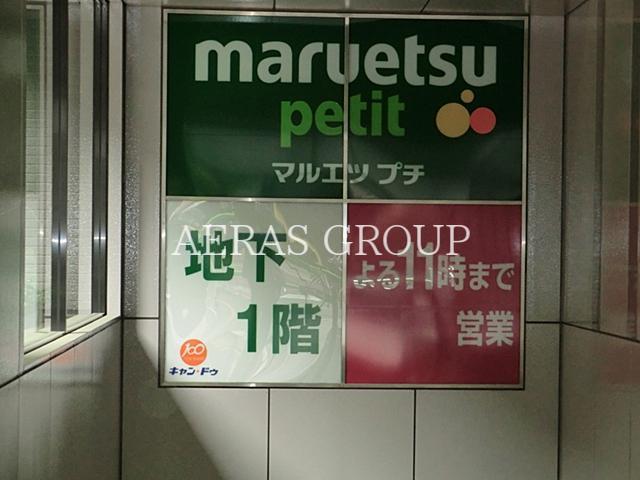 maruetsu
petit
マルエツ プチ
地下
1階
100
キャン★ドゥ
よる11時まで
営業
AERAS GROUP